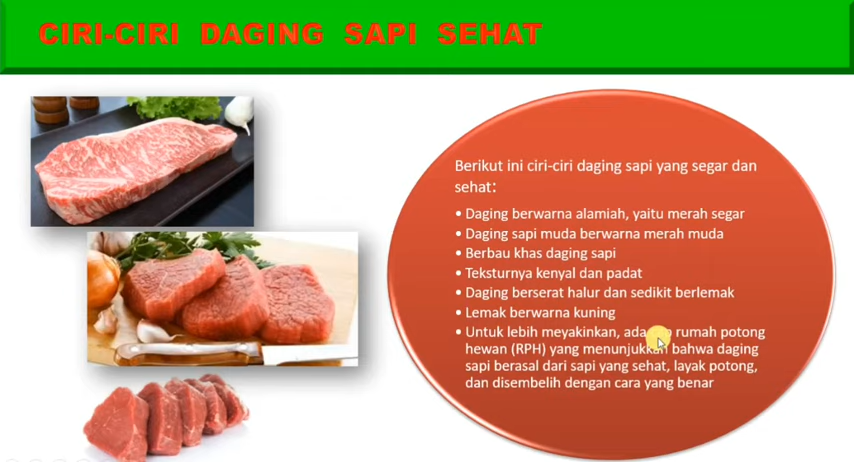 CIRI-CIRI DAGING SAPI SEHAT
Berikut ini ciri-ciri daging sapi yang segar dan
sehat:
• Daging berwarna alamiah, yaitu merah segar
• Daging sapi muda berwarna merah muda
• Berbau khas daging sapi
• Teksturnya kenyal dan padat
• Daging berserat halur dan sedikit berlemak
• Lemak berwarna kuning
• Untuk lebih meyakinkan, ada rumah potong
hewan (RPH) yang menunjukkan bahwa daging
sapi berasal dari sapi yang sehat, layak potong,
dan disembelih dengan cara yang benar